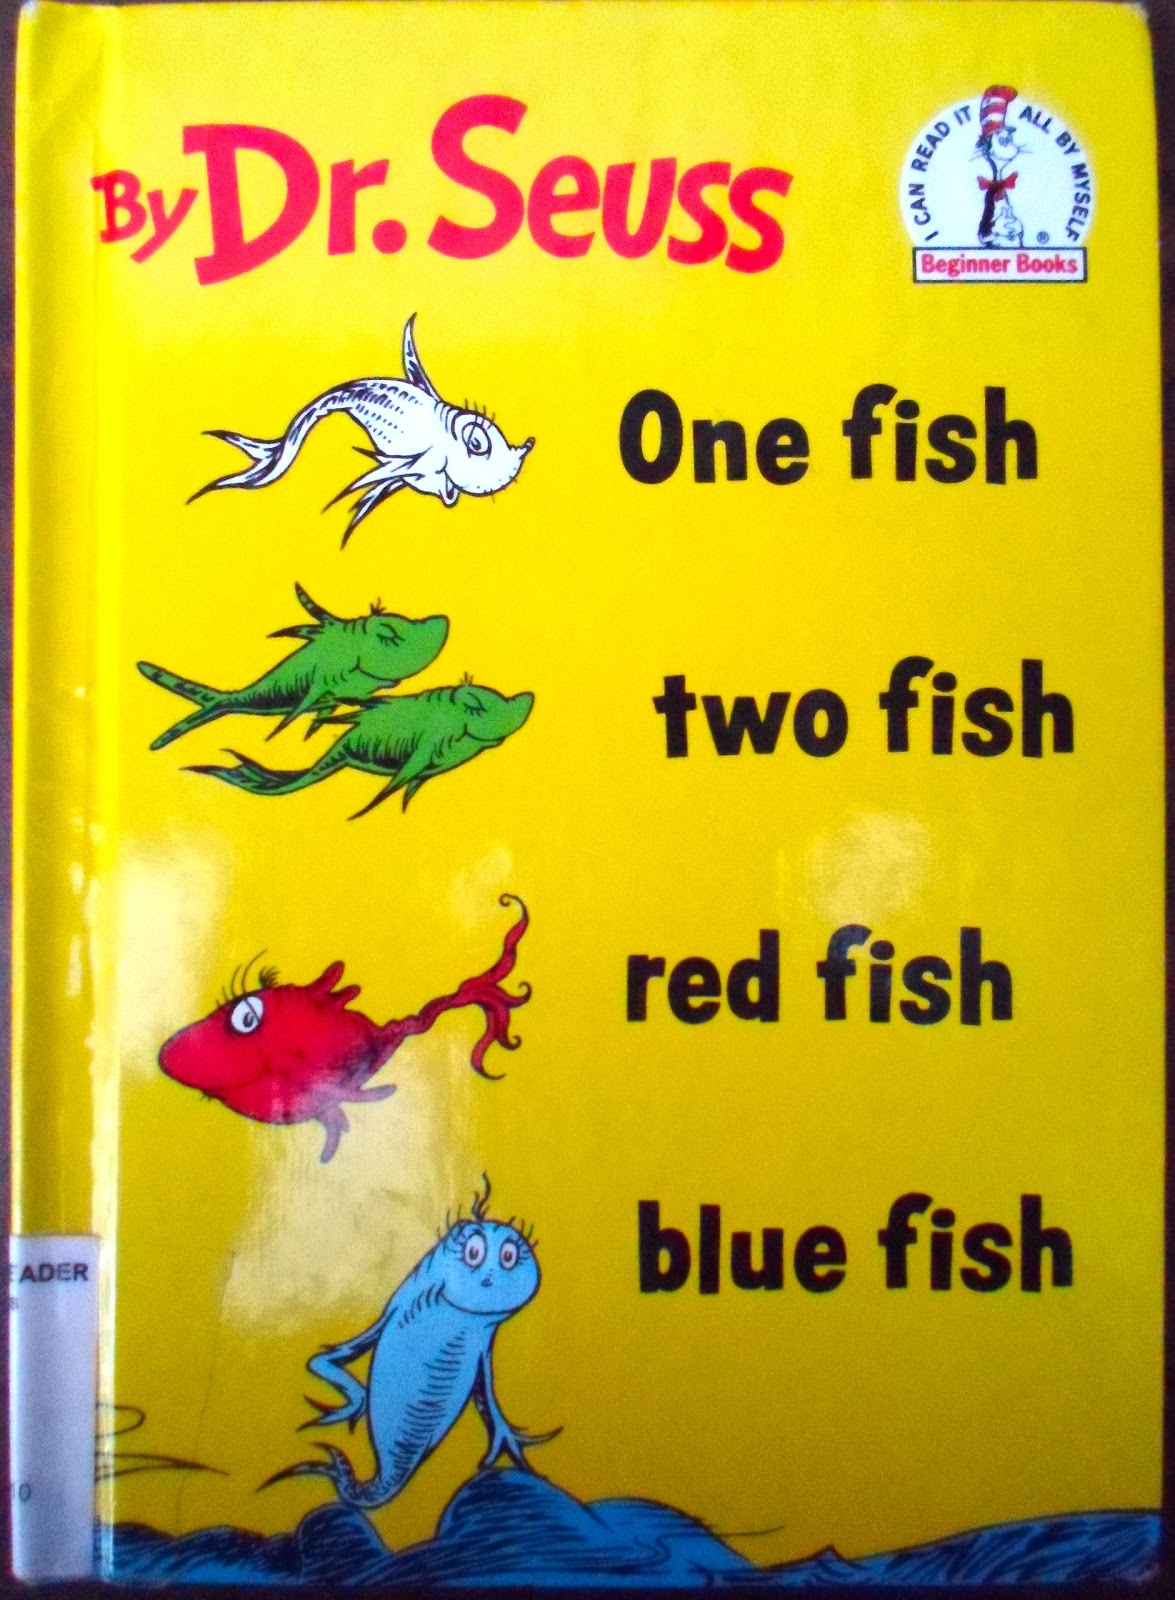 By Dr. Seuss
I CAN READ IT ALL BY MYSELF
®
Beginner Books
One fish
two fish
red fish
blue fish
EADER